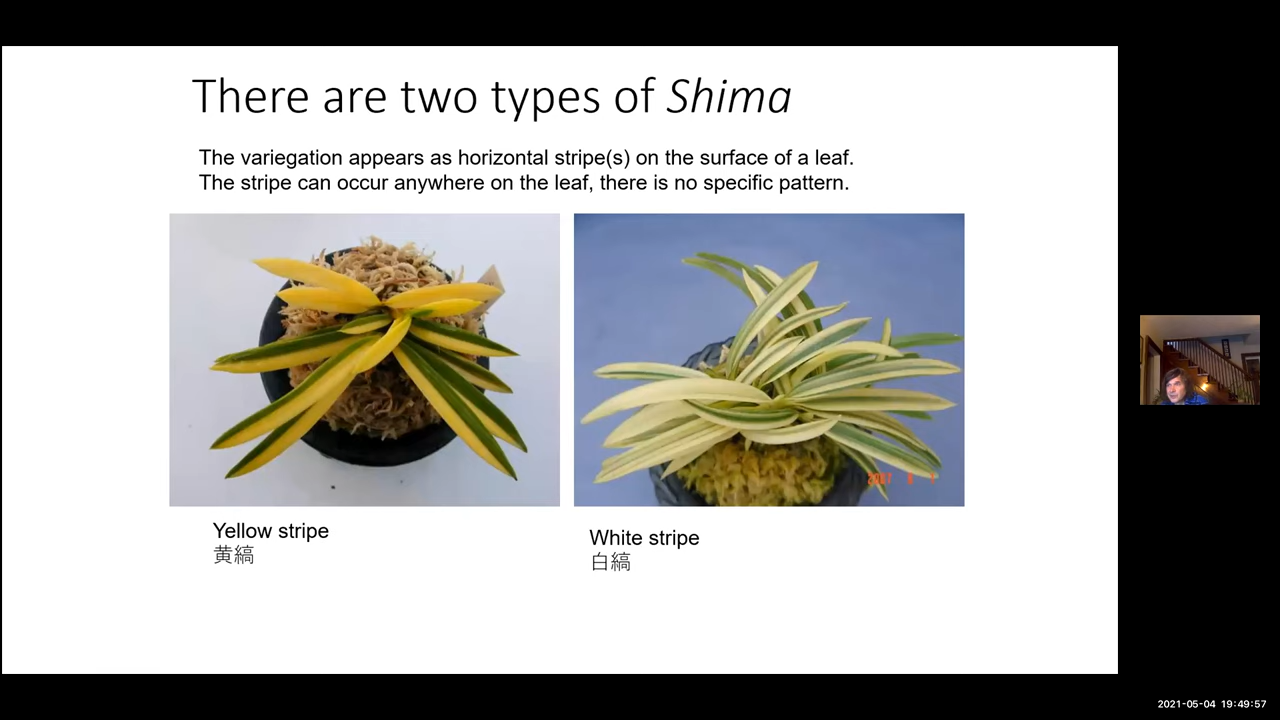 There are two types of Shima
The variegation appears as horizontal stripe(s) on the surface of a leaf.
The stripe can occur anywhere on the leaf, there is no specific pattern.
Yellow stripe
黄縞
White stripe
白縞
2021-05-04 19:49:57